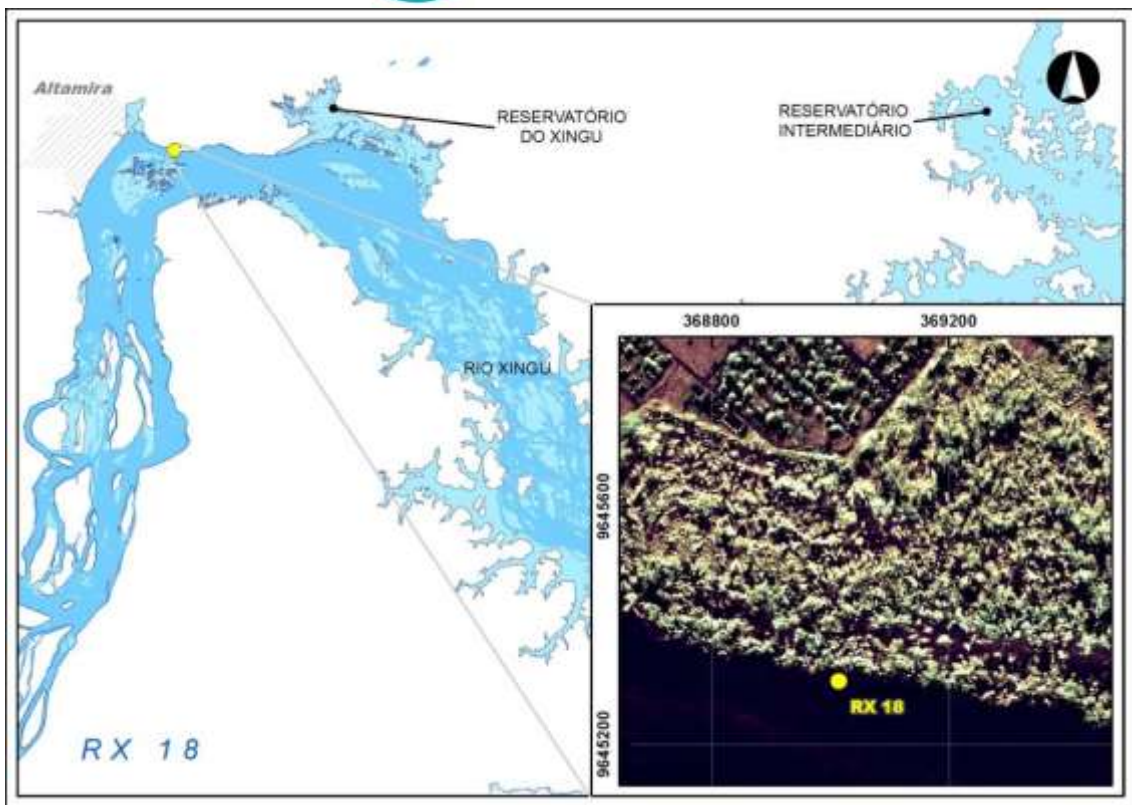 Altamira
RESERVATÓRIO
DO XINGU
RESERVATÓRIO
INTERMEDIÁRIO
RIO XINGU
368800
369200
9645600
9645200
RX 18
RX 18